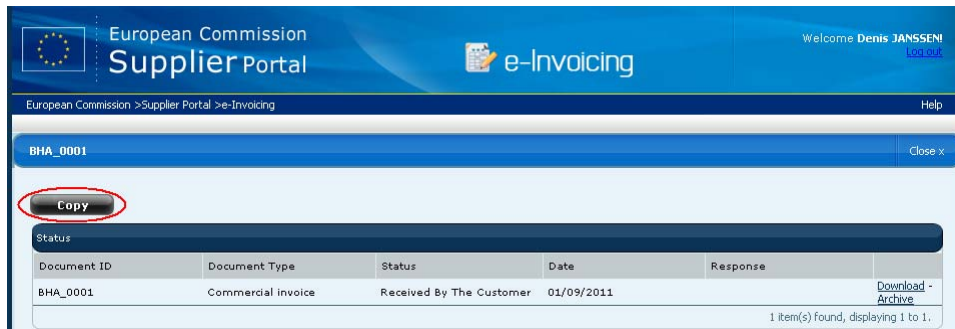 European Commission
Supplier Portal
e-Invoicing
Welcome Denis JANSSEN!
Log out
European Commission >Supplier Portal >e-Invoicing
Help
BHA_0001
Close x
Copy
Status
Document ID Document Type Status Date Response
BHA_0001 Commercial invoice Received By The Customer 01/09/2011 Download -
Archive
1 item(s) found, displaying 1 to 1.